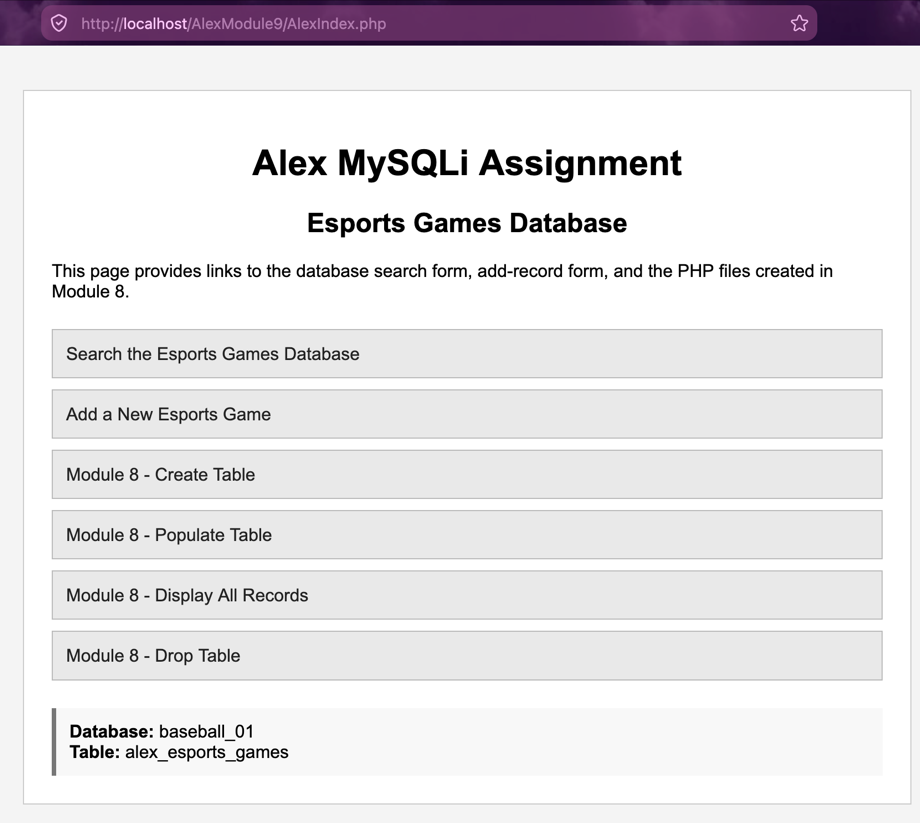 http://localhost/AlexModule9/AlexIndex.php
Alex MySQLi Assignment
Esports Games Database
This page provides links to the database search form, add-record form, and the PHP files created in
Module 8.
Search the Esports Games Database
Add a New Esports Game
Module 8 - Create Table
Module 8 - Populate Table
Module 8 - Display All Records
Module 8 - Drop Table
Database: baseball_01
Table: alex_esports_games